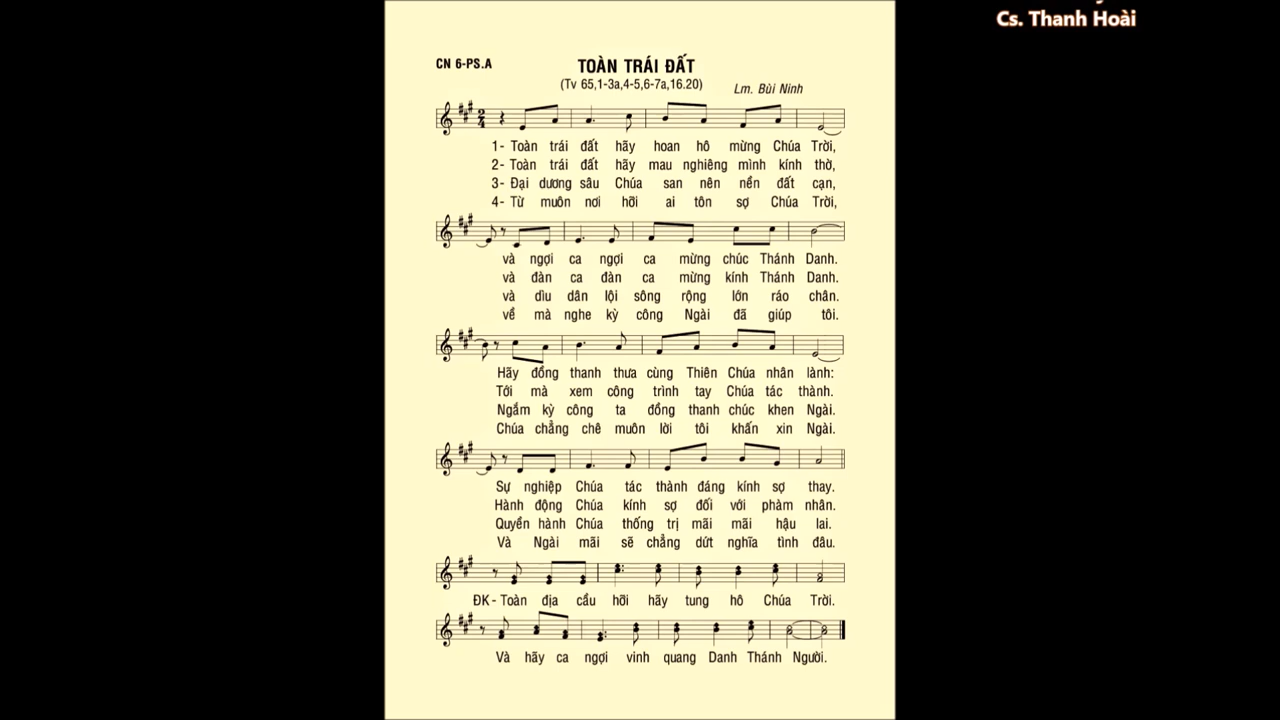 Cs. Thanh Hoài
CN 6-PS.A
TOÀN TRÁI ĐẤT
(Tv 65,1-3a,4-5,6-7a,16.20)
Lm. Bùi Ninh
1- Toàn trái đất hãy hoan hô mừng Chúa Trời,
2- Toàn trái đất hãy mau nghiêng mình kính thờ,
3- Đại dương sâu Chúa san nên nền đất cạn,
4- Từ muôn nơi hỡi ai tôn sợ Chúa Trời,
và ngợi ca ngợi ca mừng chúc Thánh Danh.
và đàn ca đàn ca mừng kính Thánh Danh.
và dìu dân lội sông rộng lớn ráo chân.
về mà nghe kỳ công Ngài đã giúp tôi.
Hãy đồng thanh thưa cùng Thiên Chúa nhân lành:
Tới mà xem công trình tay Chúa tác thành.
Ngắm kỳ công ta đồng thanh chúc khen Ngài.
Chúa chẳng chê muôn lời tôi khấn xin Ngài.
Sự nghiệp Chúa tác thành đáng kính sợ thay.
Hành động Chúa kính sợ đối với phàm nhân.
Quyền hành Chúa thống trị mãi mãi hậu lai.
Và Ngài mãi sẽ chẳng dứt nghĩa tình đâu.
ĐK- Toàn địa cầu hỡi hãy tung hô Chúa Trời.
Và hãy ca ngợi vinh quang Danh Thánh Người.